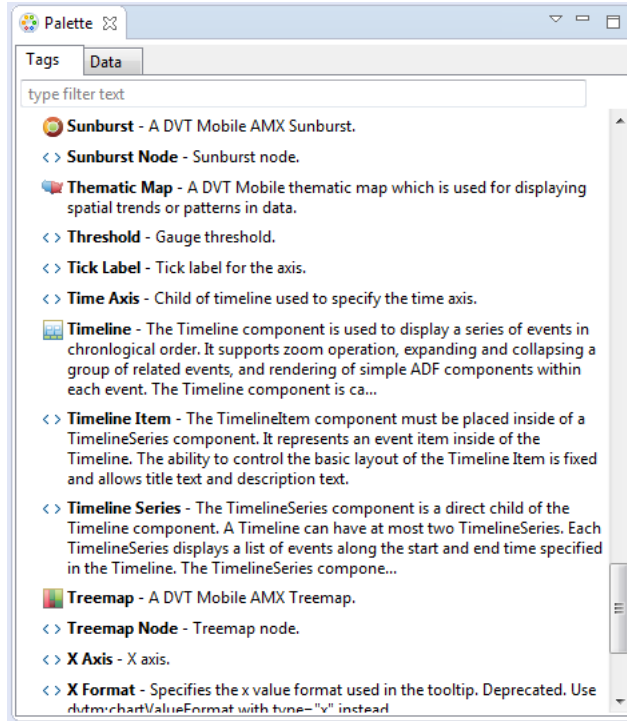 Palette
Tags Data
type filter text
Sunburst - A DVT Mobile AMX Sunburst.
< > Sunburst Node - Sunburst node.
Thematic Map - A DVT Mobile thematic map which is used for displaying
spatial trends or patterns in data.
< > Threshold - Gauge threshold.
< > Tick Label - Tick label for the axis.
< > Time Axis - Child of timeline used to specify the time axis.
Timeline - The Timeline component is used to display a series of events in
chronlogical order. It supports zoom operation, expanding and collapsing a
group of related events, and rendering of simple ADF components within
each event. The Timeline component is ca...
< > Timeline Item - The TimelineItem component must be placed inside of a
TimelineSeries component. It represents an event item inside of the
Timeline. The ability to control the basic layout of the Timeline Item is fixed
and allows title text and description text.
< > Timeline Series - The TimelineSeries component is a direct child of the
Timeline component. A Timeline can have at most two TimelineSeries. Each
TimelineSeries displays a list of events along the start and end time specified
in the Timeline. The TimelineSeries compone...
Treemap - A DVT Mobile AMX Treemap.
< > Treemap Node - Treemap node.
< > X Axis - X axis.
< > X Format - Specifies the x value format used in the tooltip. Deprecated. Use
dvtm:chartValueFormat with type="x" instead